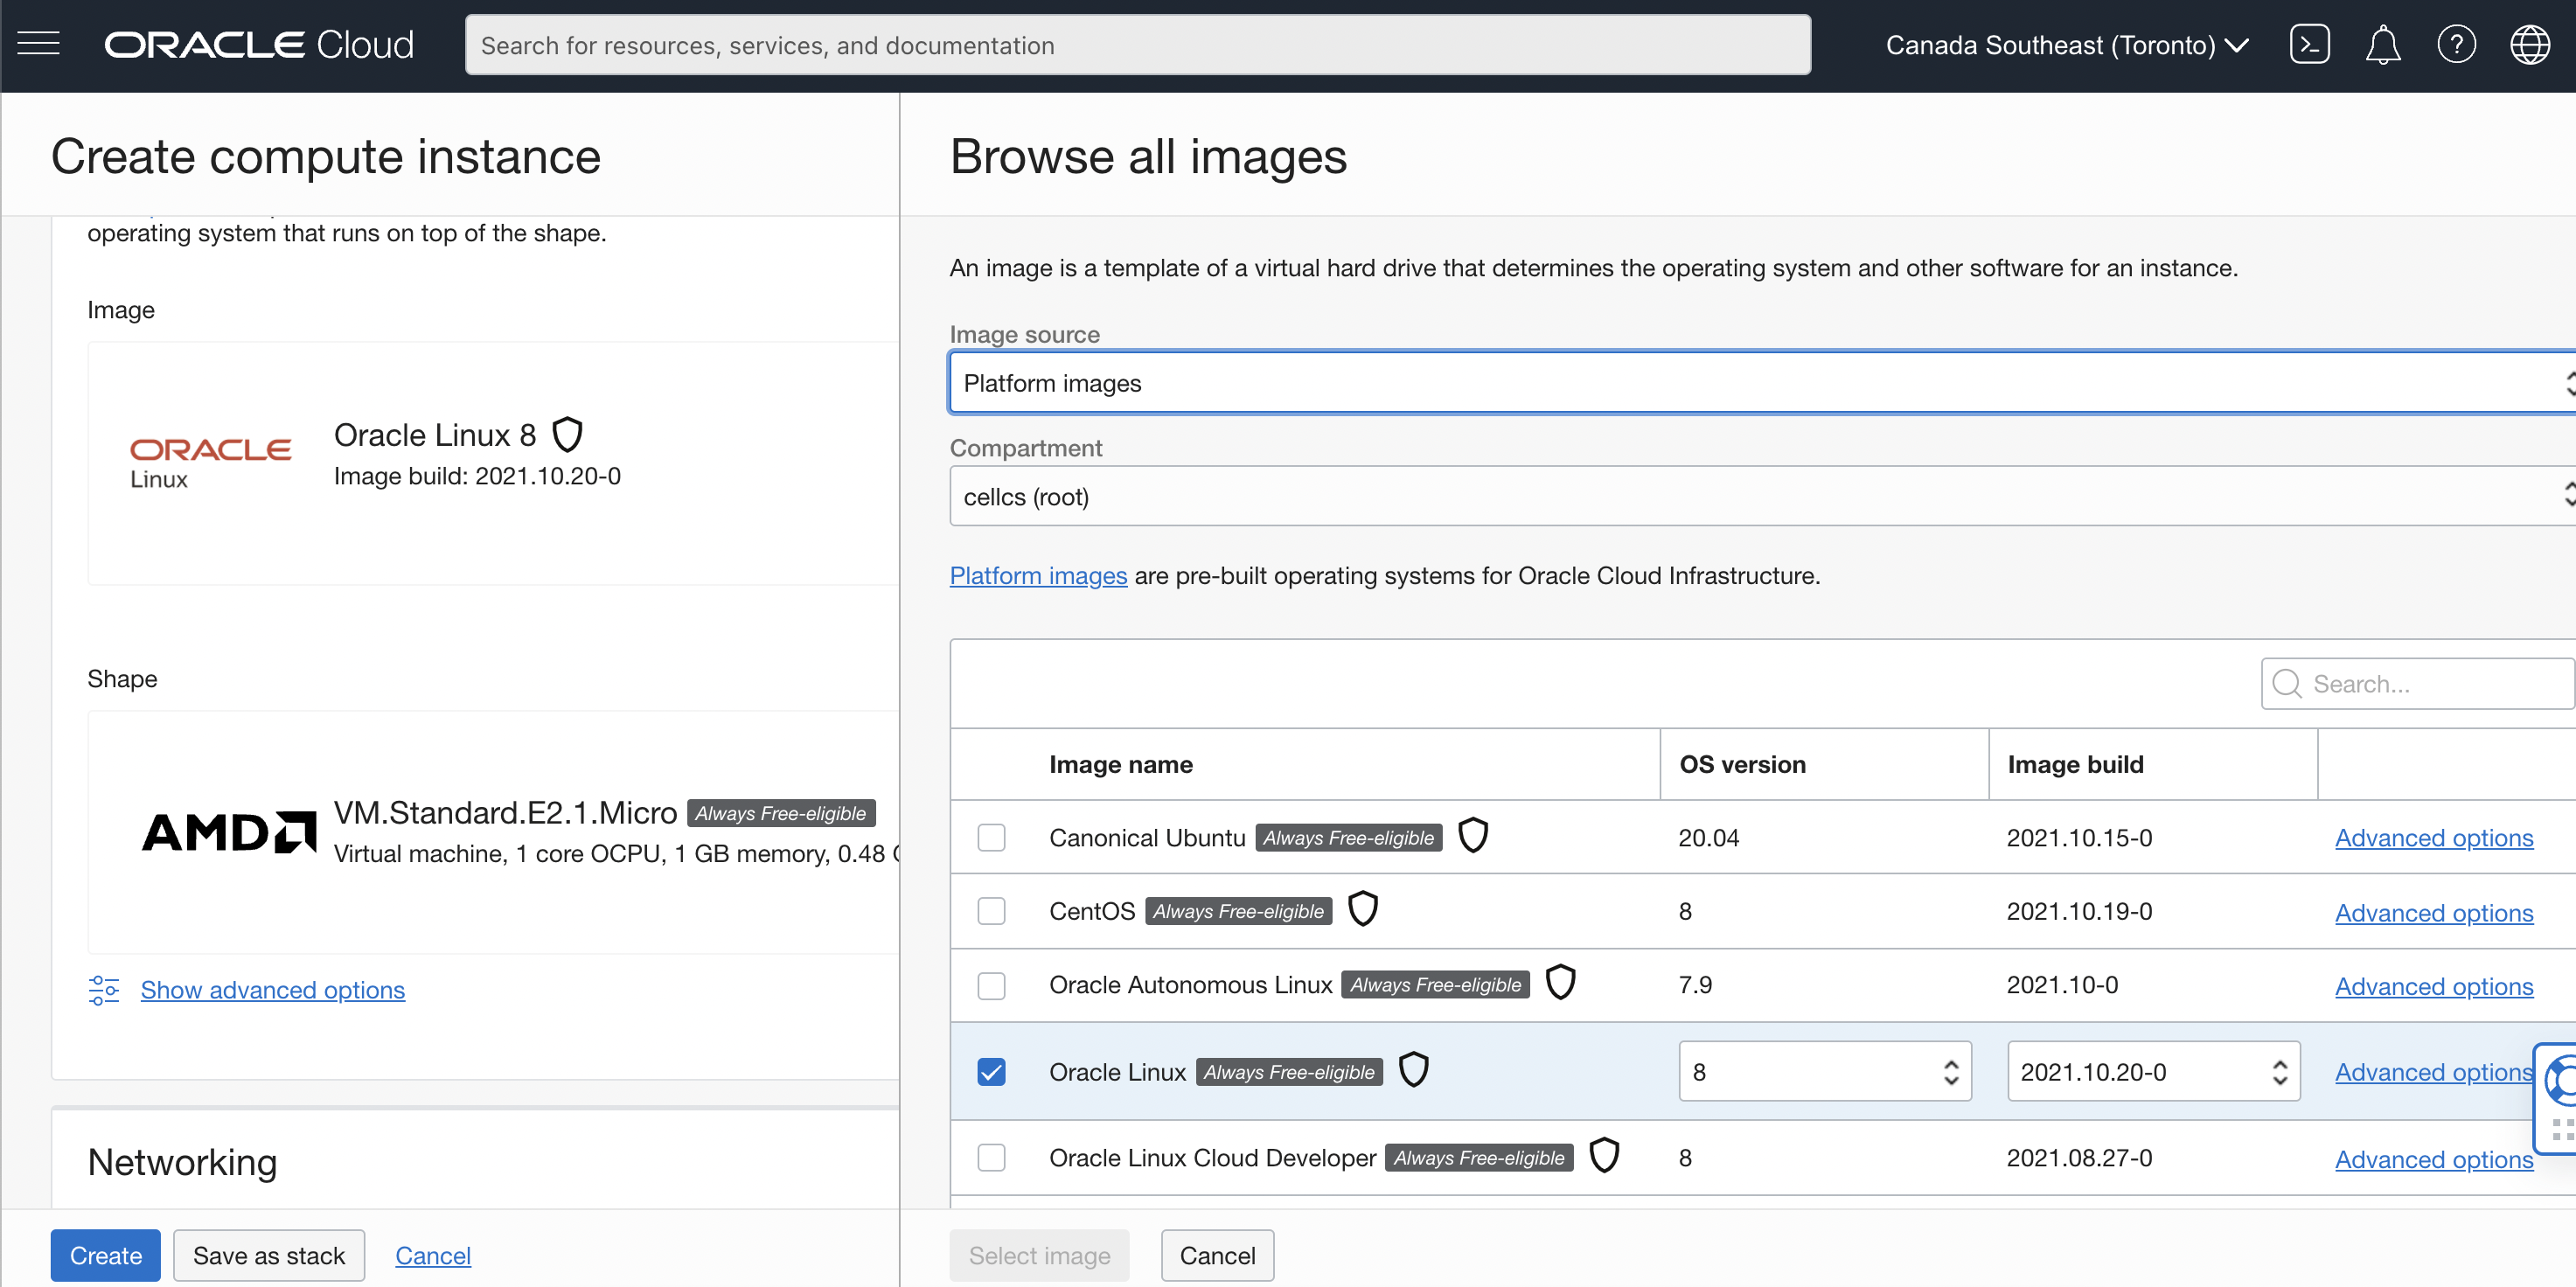 ORACLE Cloud
Search for resources, services, and documentation
Canada Southeast (Toronto)
Create compute instance
operating system that runs on top of the shape.
Image
ORACLE
Linux
Oracle Linux 8
Image build: 2021.10.20-0
Shape
AMD
VM.Standard.E2.1.Micro Always Free-eligible
Virtual machine, 1 core OCPU, 1 GB memory, 0.48
Show advanced options
Networking
Create
Save as stack
Cancel
Browse all images
An image is a template of a virtual hard drive that determines the operating system and other software for an instance.
Image source
Platform images
Compartment
cellcs (root)
Platform images are pre-built operating systems for Oracle Cloud Infrastructure.
Search...
Image name OS version Image build
Canonical Ubuntu Always Free-eligible 20.04 2021.10.15-0 Advanced options
CentOS Always Free-eligible 8 2021.10.19-0 Advanced options
Oracle Autonomous Linux Always Free-eligible 7.9 2021.10-0 Advanced options
Oracle Linux Always Free-eligible 8 2021.10.20-0 Advanced options
Oracle Linux Cloud Developer Always Free-eligible 8 2021.08.27-0 Advanced options
Select image
Cancel